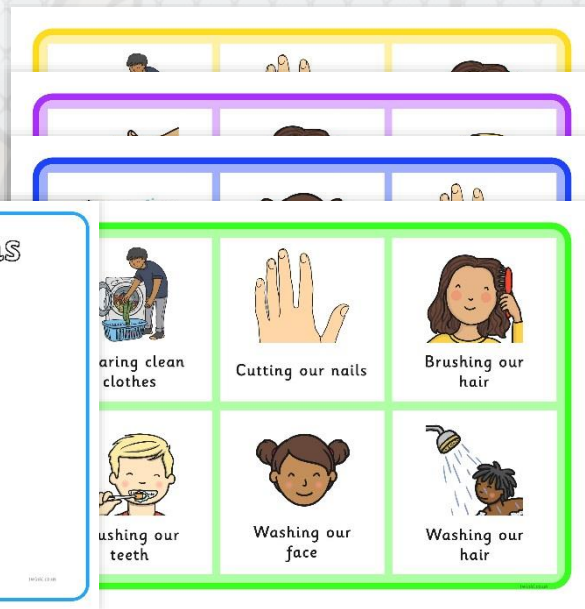 aring clean
clothes
Cutting our nails
Brushing our
hair
ushing our
teeth
Washing our
face
Washing our
hair